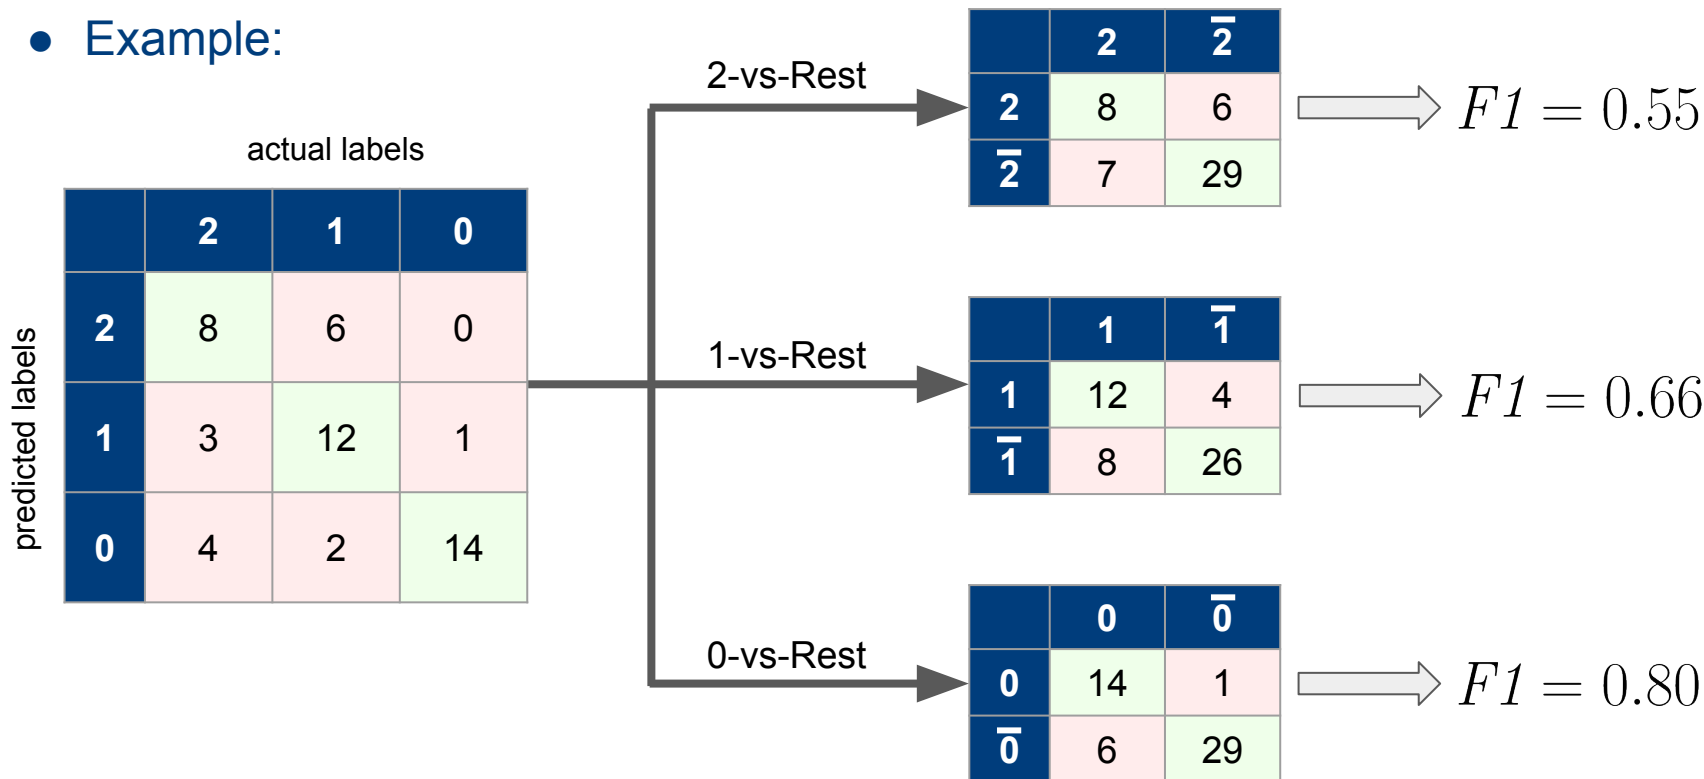 ● Example:
actual labels
predicted labels
2 1 0
2 8 6 0
1 3 12 1
0 4 2 14
2-vs-Rest
2 2̅
2 8 6
2̅ 7 29
F1 = 0.55
1-vs-Rest
1 1̅
1 12 4
1̅ 8 26
F1 = 0.66
0-vs-Rest
0 0̅
0 14 1
0̅ 6 29
F1 = 0.80